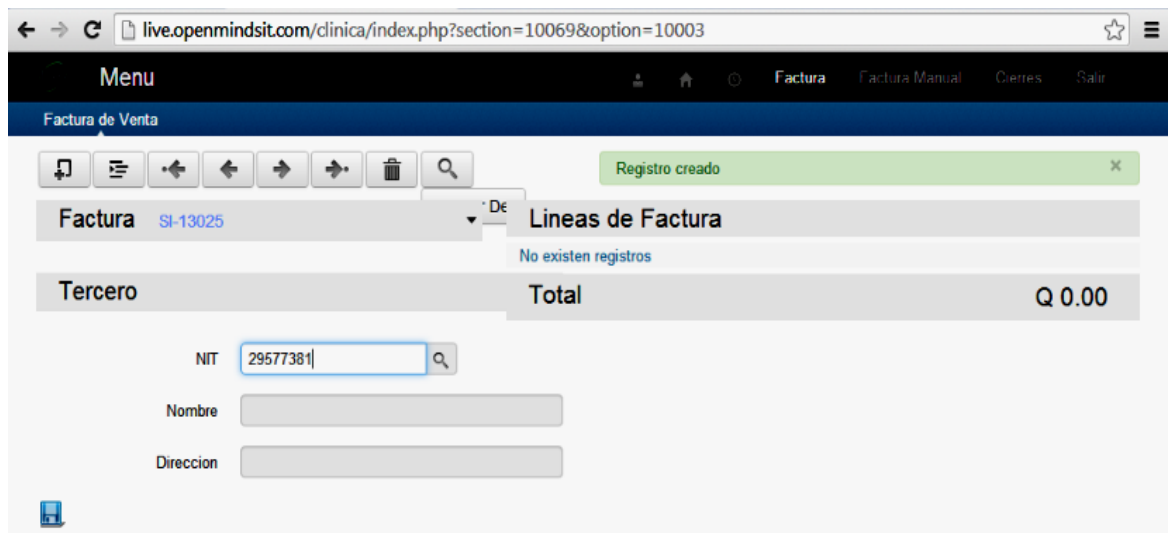 live.openmindsit.com/clinica/index.php?section=10069&option=10003
Menu
Factura Factura Manual Cierres Salir
Factura de Venta
Registro creado ×
De
Factura SI-13025
Lineas de Factura
No existen registros
Tercero
Total Q 0.00
NIT 29577381
Nombre
Direccion